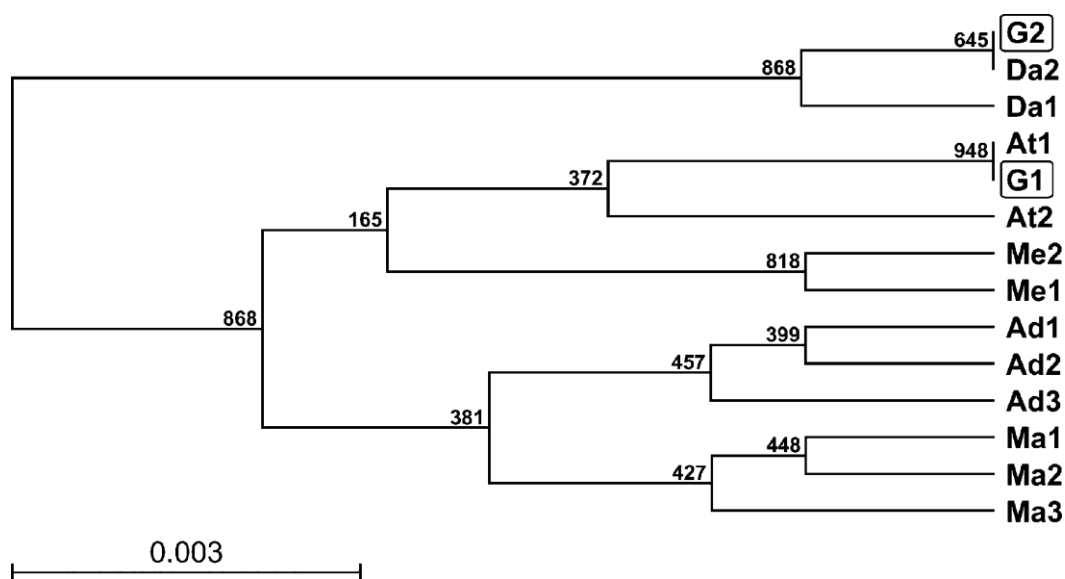 645
G2
868
Da2
Da1
At1
948
G1
372
At2
165
Me2
818
Me1
868
Ad1
399
Ad2
457
Ad3
381
Ma1
448
Ma2
427
Ma3
0.003